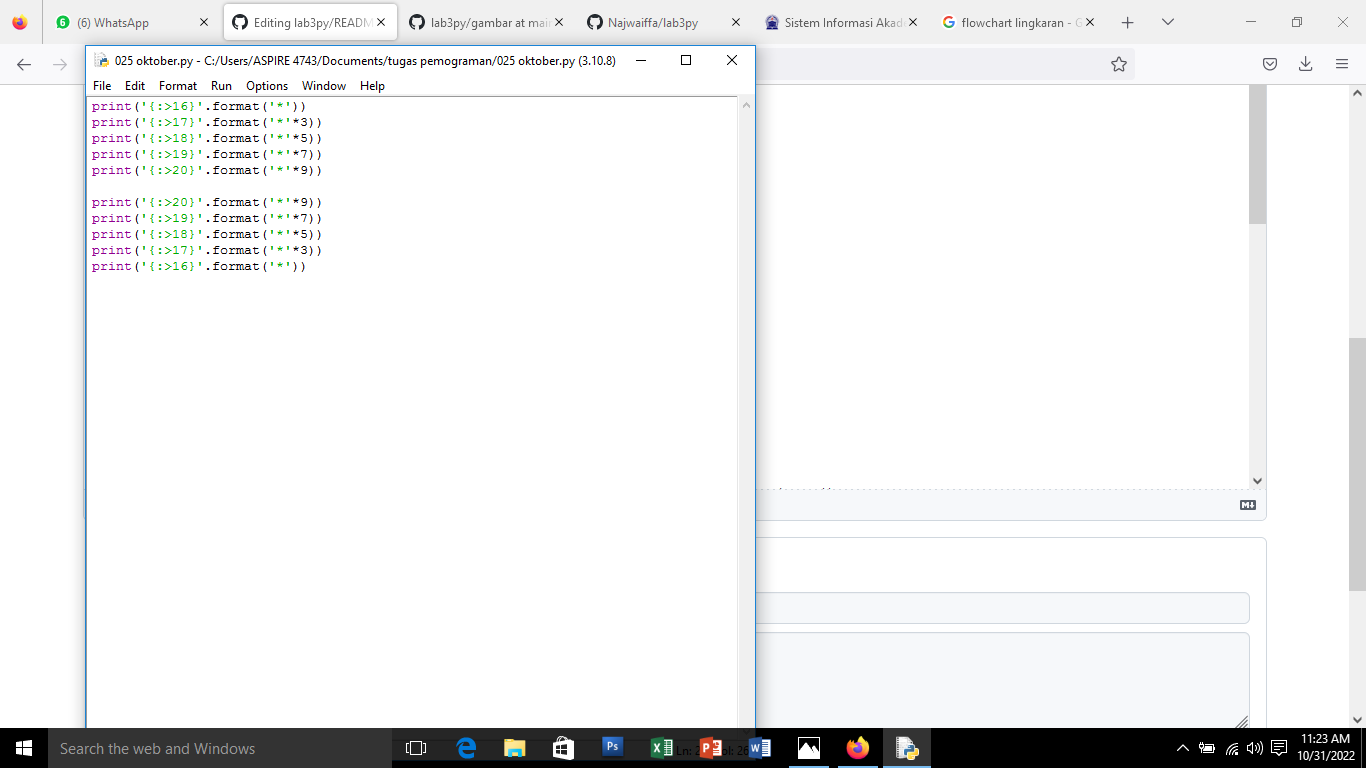 (6) WhatsApp
Editing lab3py/READM
lab3py/gambar at main
Najwaiffa/lab3py
Sistem Informasi Akade
flowchart lingkaran - G
025 oktober.py - C:/Users/ASPIRE 4743/Documents/tugas pemograman/025 oktober.py (3.10.8)
File Edit Format Run Options Window Help
print('{:>16}'.format('*'))
print('{:>17}'.format('*'*3))
print('{:>18}'.format('*'*5))
print('{:>19}'.format('*'*7))
print('{:>20}'.format('*'*9))
print('{:>20}'.format('*'*9))
print('{:>19}'.format('*'*7))
print('{:>18}'.format('*'*5))
print('{:>17}'.format('*'*3))
print('{:>16}'.format('*'))
Search the web and Windows
11:23 AM
10/31/2022